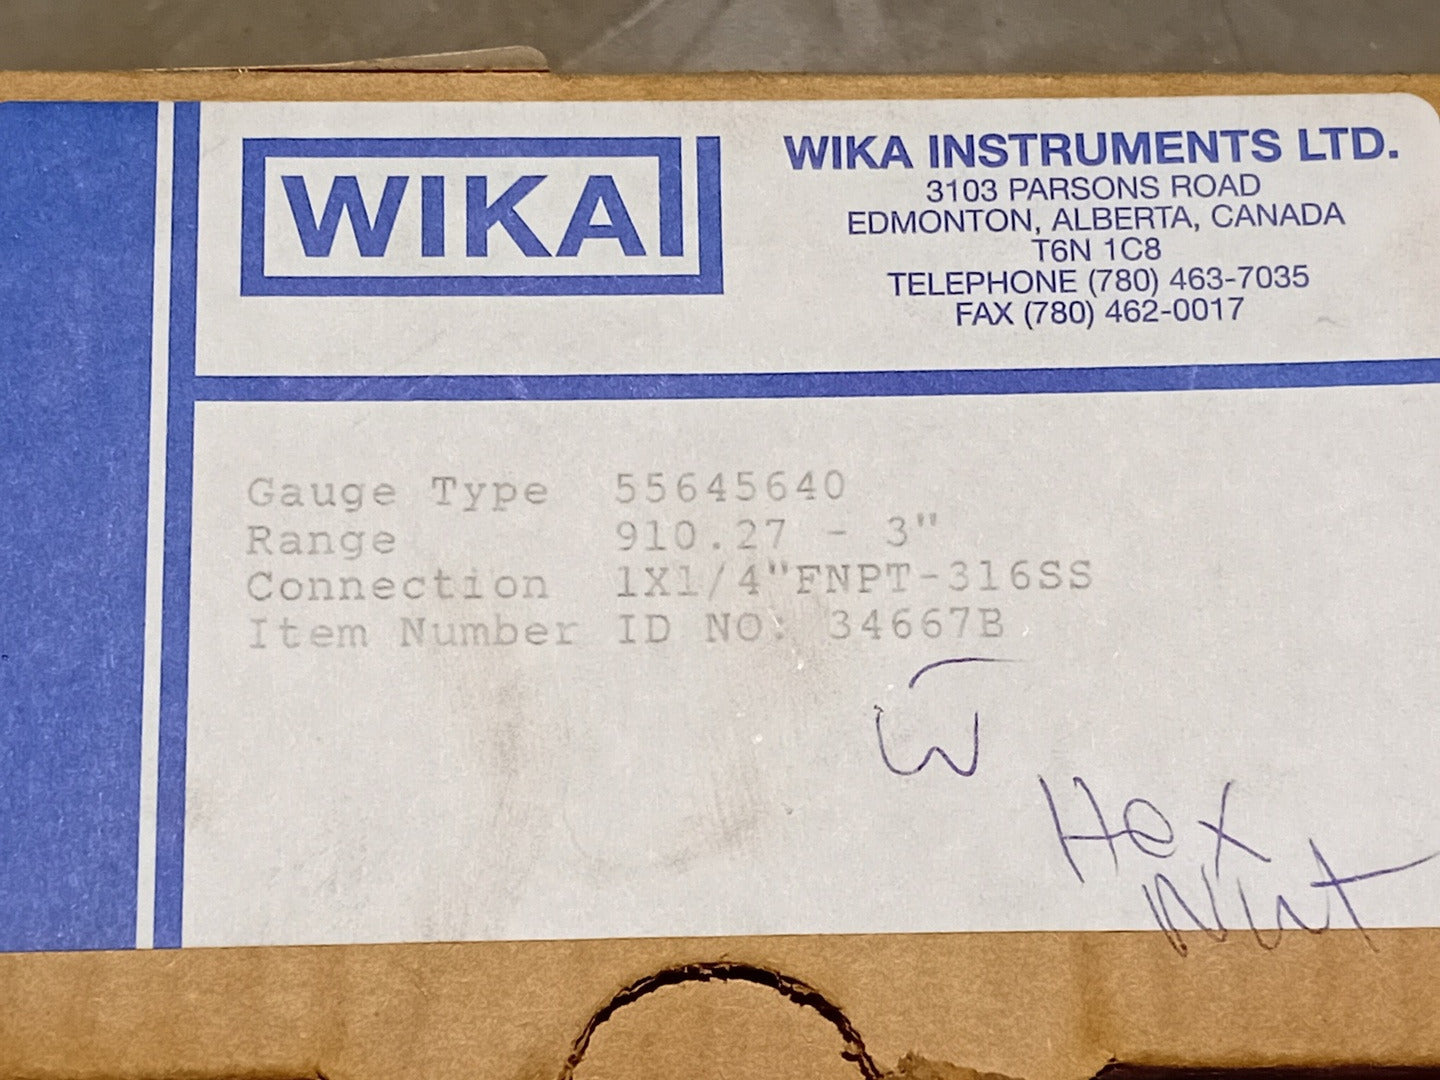 WIKA
WIKA INSTRUMENTS LTD.
3103 PARSONS ROAD
EDMONTON, ALBERTA, CANADA
T6N 1C8
TELEPHONE (780) 463-7035
FAX (780) 462-0017
Gauge Type 55645640
Range 910.27 - 3"
Connection 1X1/4"FNPT-316SS
Item Number ID NO. 34667B
w̅
Hex
Nut